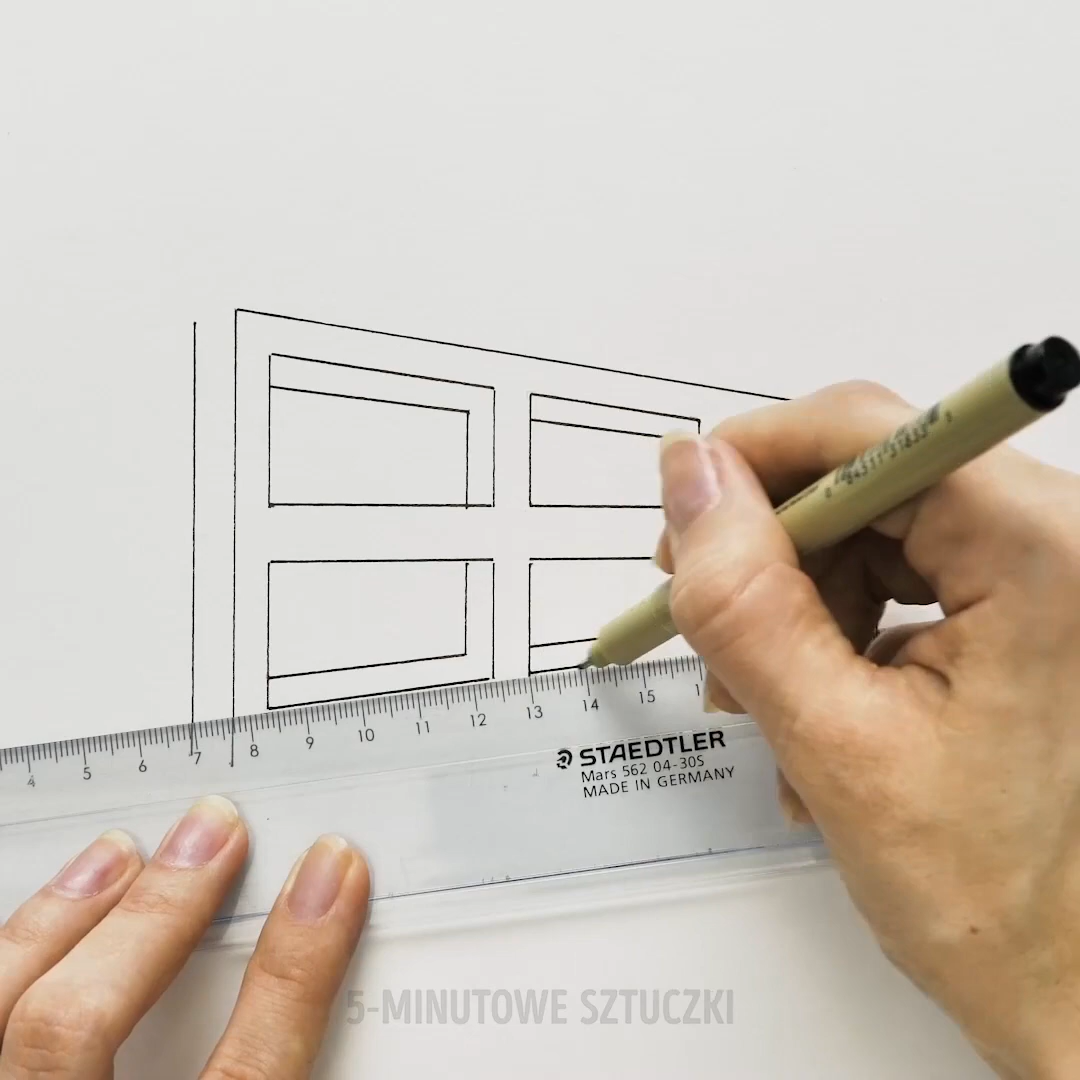 4 5 6 7 8 9 10 11 12 13 14 15
STAEDTLER
Mars 562 04-30S
MADE IN GERMANY
5-MINUTOWE SZTUCZKI